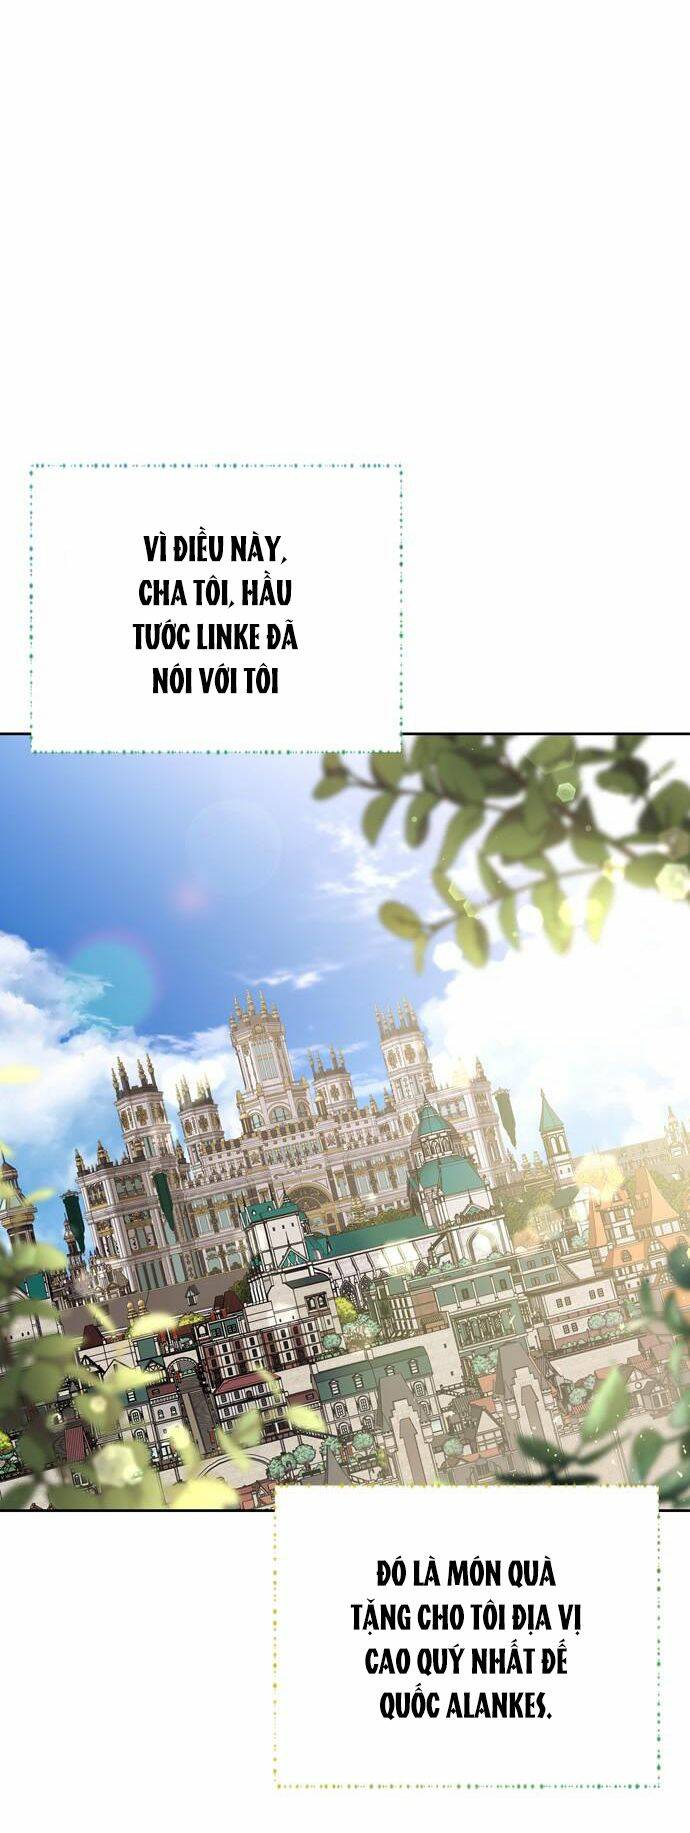 VÌ ĐIỀU NÀY,
CHA TÔI, HẦU
TƯỚC LINKE ĐÃ
NÓI VỚI TÔI
ĐÓ LÀ MÓN QUÀ
TẶNG CHO TÔI ĐỊA VỊ
CAO QUÝ NHẤT ĐẾ
QUỐC ALANKES.